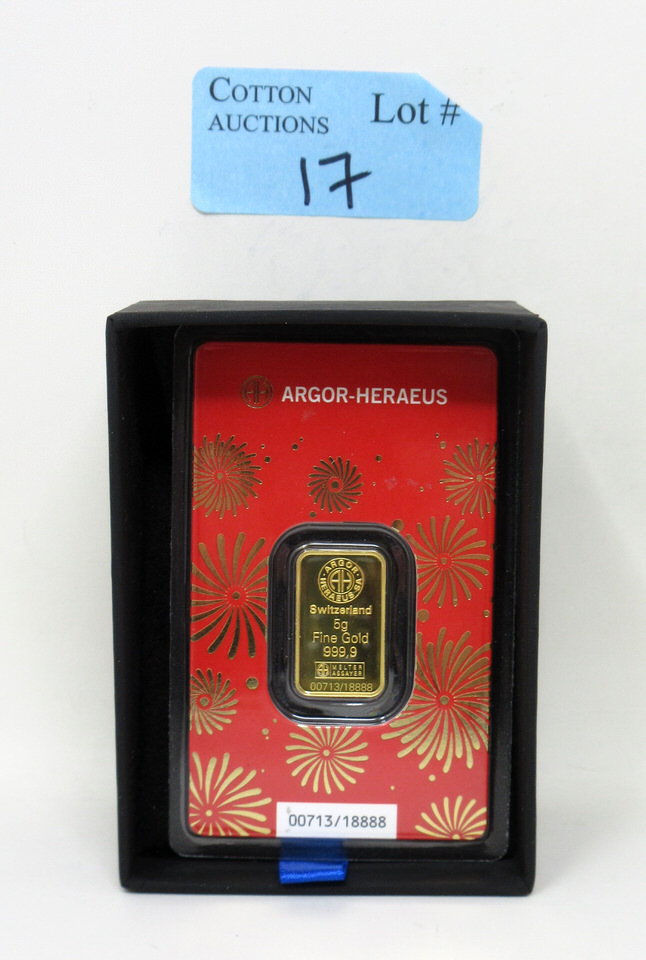 COTTON
AUCTIONS
Lot #
17
ARGOR-HERAEUS
ARGOR
HERAEUS SA
Switzerland
5g
Fine Gold
999,9
MELTER
ASSAYER
00713/18888
00713/18888